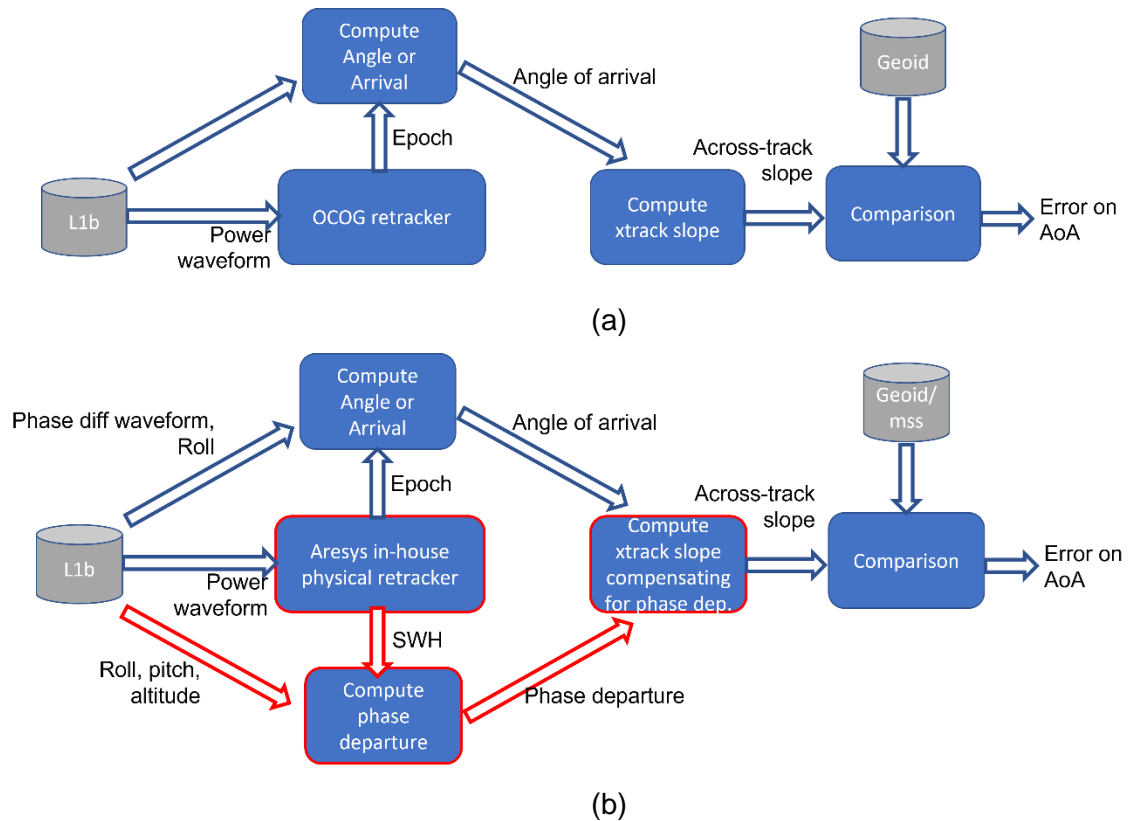 Compute
Angle or
Arrival
Angle of arrival
Geoid
Epoch
Across-track
slope
L1b
OCOG retracker
Compute
xtrack slope
Comparison
Error on
AoA
Power
waveform
(a)
Compute
Angle or
Arrival
Phase diff waveform,
Roll
Angle of arrival
Geoid/
mss
Epoch
Across-track
slope
L1b
Aresys in-house
physical retracker
Compute
xtrack slope
compensating
for phase dep.
Comparison
Error on
AoA
Power
waveform
SWH
Roll, pitch,
altitude
Compute
phase
departure
Phase departure
(b)